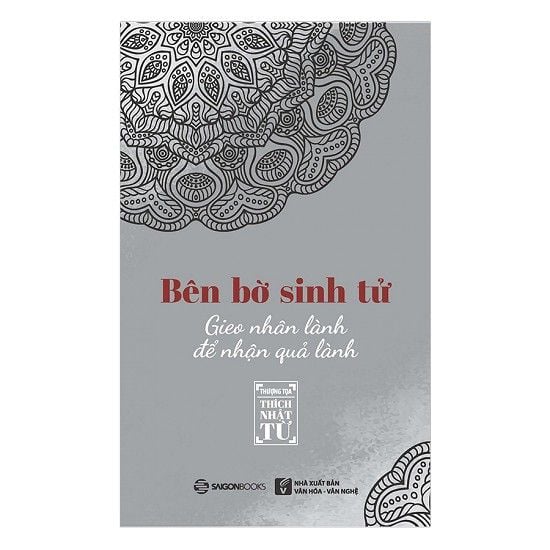 Bên bờ sinh tử
Gieo nhân lành
để nhận quả lành
THƯỢNG TỌA
THÍCH
NHẬT
TỪ
SAIGONBOOKS
NHÀ XUẤT BẢN
VĂN HÓA - VĂN NGHỆ